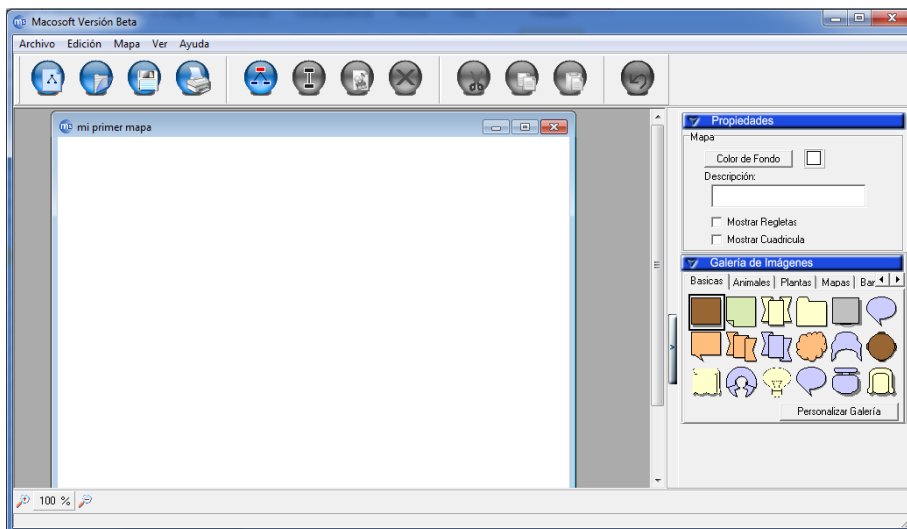 Macosoft Versión Beta
Archivo Edición Mapa Ver Ayuda
mi primer mapa
Propiedades
Mapa
Color de Fondo
Descripción:
Mostrar Regletas
Mostrar Cuadricula
Galería de Imágenes
Basicas Animales Plantas Mapas Bar
Personalizar Galería
100 %